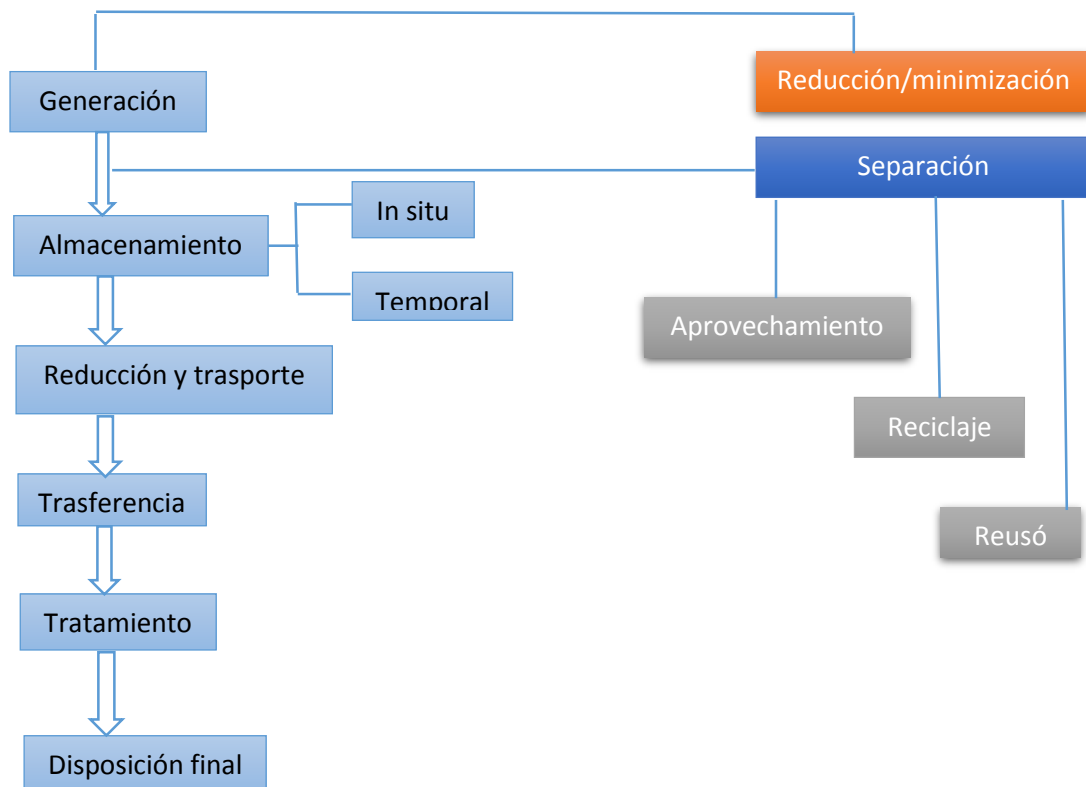 Generación
Reducción/minimización
Separación
Almacenamiento
In situ
Temporal
Aprovechamiento
Reducción y trasporte
Reciclaje
Trasferencia
Reusó
Tratamiento
Disposición final